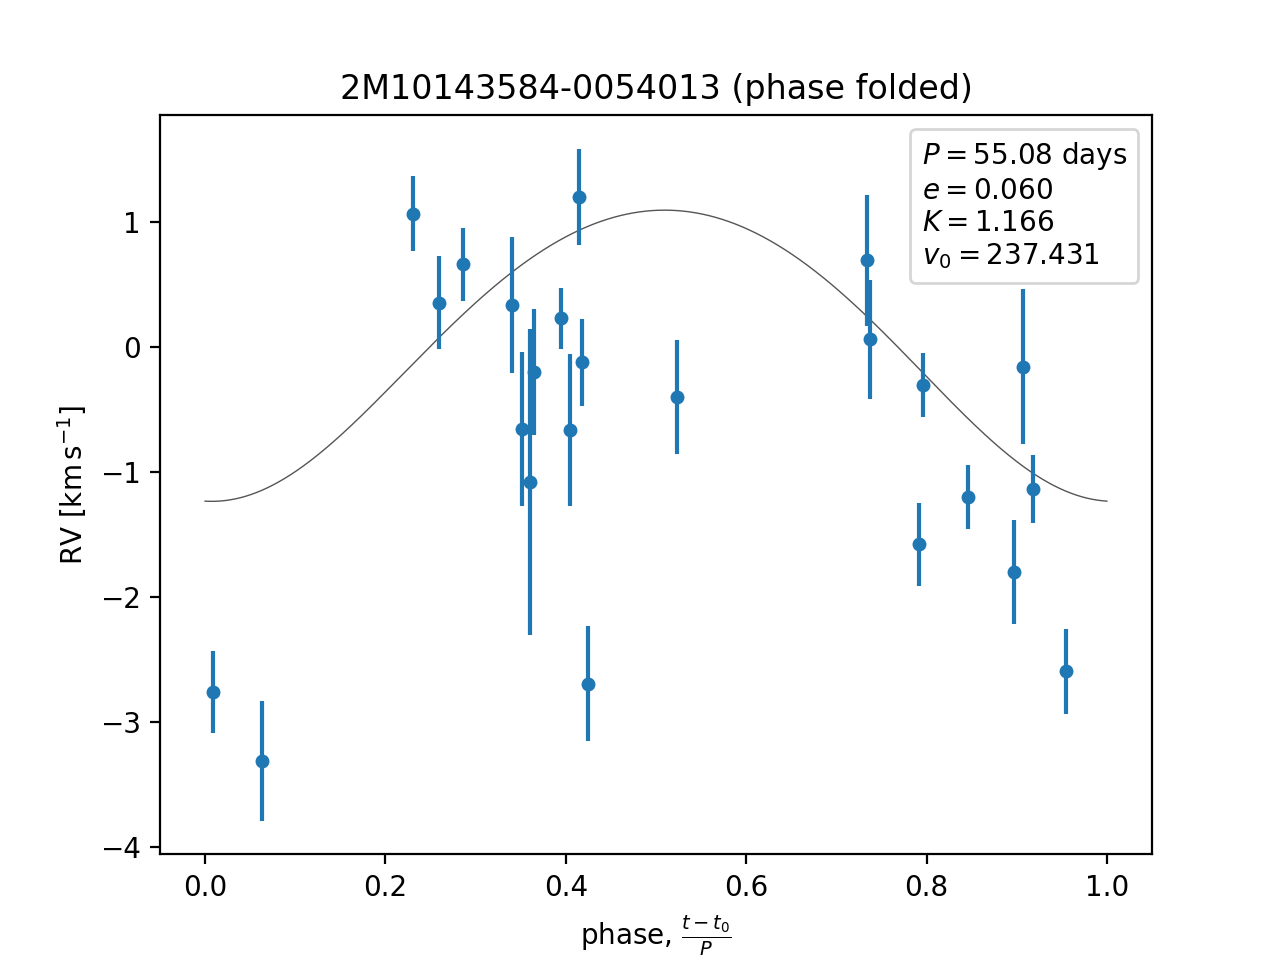 2M10143584-0054013 (phase folded)
P = 55.08 days
e = 0.060
K = 1.166
v₀ = 237.431
RV [km s⁻¹]
1
0
−1
−2
−3
−4
0.0 0.2 0.4 0.6 0.8 1.0
phase, (t − t₀)/P